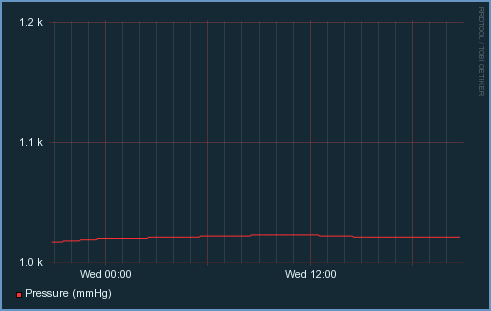 1.2 k
RRDTOOL / TOBI OETIKER
1.1 k
1.0 k
Wed 00:00 Wed 12:00
Pressure (mmHg)